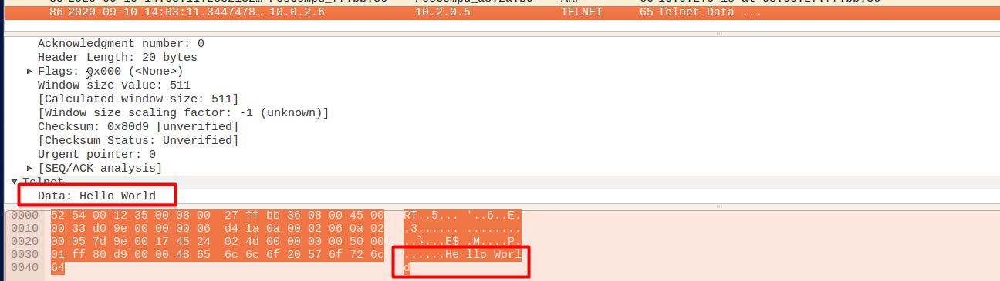 86 2020-09-10 14:03:11.3447478… 10.0.2.6 10.2.0.5 TELNET 65 Telnet Data ...
Acknowledgment number: 0
Header Length: 20 bytes
Flags: 0x000 (<None>)
Window size value: 511
[Calculated window size: 511]
[Window size scaling factor: -1 (unknown)]
Checksum: 0x80d9 [unverified]
[Checksum Status: Unverified]
Urgent pointer: 0
[SEQ/ACK analysis]
Telnet
Data: Hello World
0000 52 54 00 12 35 00 08 00 27 ff bb 36 08 00 45 00 RT..5... '..6..E.
0010 00 33 d0 9e 00 00 00 06 d4 1a 0a 00 02 06 0a 02 .3...... ........
0020 00 05 7d 9e 00 17 45 24 02 4d 00 00 00 00 50 00 ..}...E$ .M....P.
0030 01 ff 80 d9 00 00 48 65 6c 6c 6f 20 57 6f 72 6c ......He llo Worl
0040 64 d